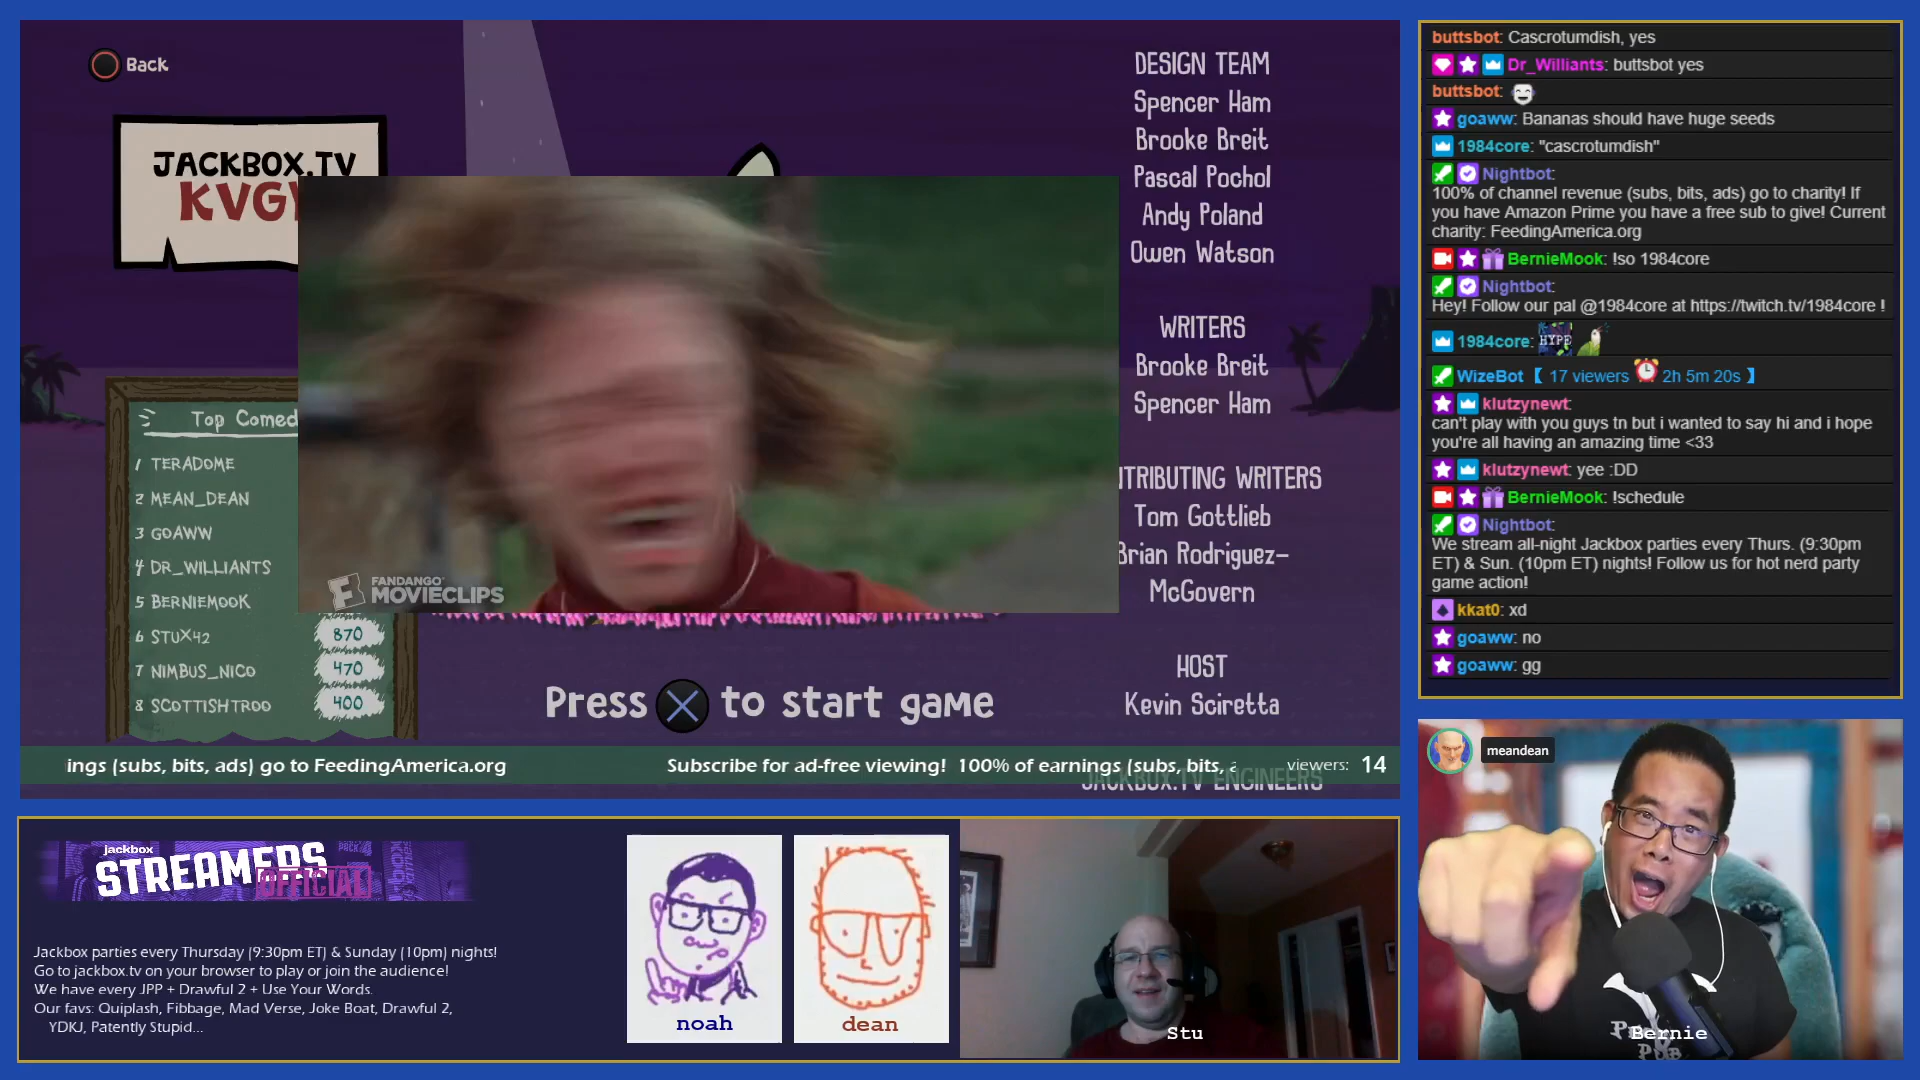 Back
JACKBOX.TV
Top Comed
1 TERADOME
2 MEAN_DEAN
3 GOAWW
4 DR_WILLIANTS
5 BERNIEMOOK
6 STUX42 870
7 NIMBUS_NICO 470
8 SCOTTISHTROO 400
FANDANGO
MOVIECLIPS
Press X to start game
DESIGN TEAM
Spencer Ham
Brooke Breit
Pascal Pochol
Andy Poland
Owen Watson
WRITERS
Brooke Breit
Spencer Ham
TRIBUTING WRITERS
Tom Gottlieb
Brian Rodriguez-
McGovern
HOST
Kevin Sciretta
JACKBOX.TV ENGINEERS
ings (subs, bits, ads) go to FeedingAmerica.org Subscribe for ad-free viewing! 100% of earnings (subs, bits, a viewers: 14
jackbox
STREAMERS
OFFICIAL
Jackbox parties every Thursday (9:30pm ET) & Sunday (10pm) nights!
Go to jackbox.tv on your browser to play or join the audience!
We have every JPP + Drawful 2 + Use Your Words.
Our favs: Quiplash, Fibbage, Mad Verse, Joke Boat, Drawful 2,
YDKJ, Patently Stupid...
noah
dean
Stu
buttsbot: Cascrotumdish, yes
Dr_Williants: buttsbot yes
buttsbot:
goaww: Bananas should have huge seeds
1984core: "cascrotumdish"
Nightbot:
100% of channel revenue (subs, bits, ads) go to charity! If
you have Amazon Prime you have a free sub to give! Current
charity: FeedingAmerica.org
BernieMook: !so 1984core
Nightbot:
Hey! Follow our pal @1984core at https://twitch.tv/1984core !
1984core: HYPE
WizeBot 【 17 viewers 2h 5m 20s 】
klutzynewt:
can't play with you guys tn but i wanted to say hi and i hope
you're all having an amazing time <33
klutzynewt: yee :DD
BernieMook: !schedule
Nightbot:
We stream all-night Jackbox parties every Thurs. (9:30pm
ET) & Sun. (10pm ET) nights! Follow us for hot nerd party
game action!
kkat0: xd
goaww: no
goaww: gg
meandean
Bernie
PUB